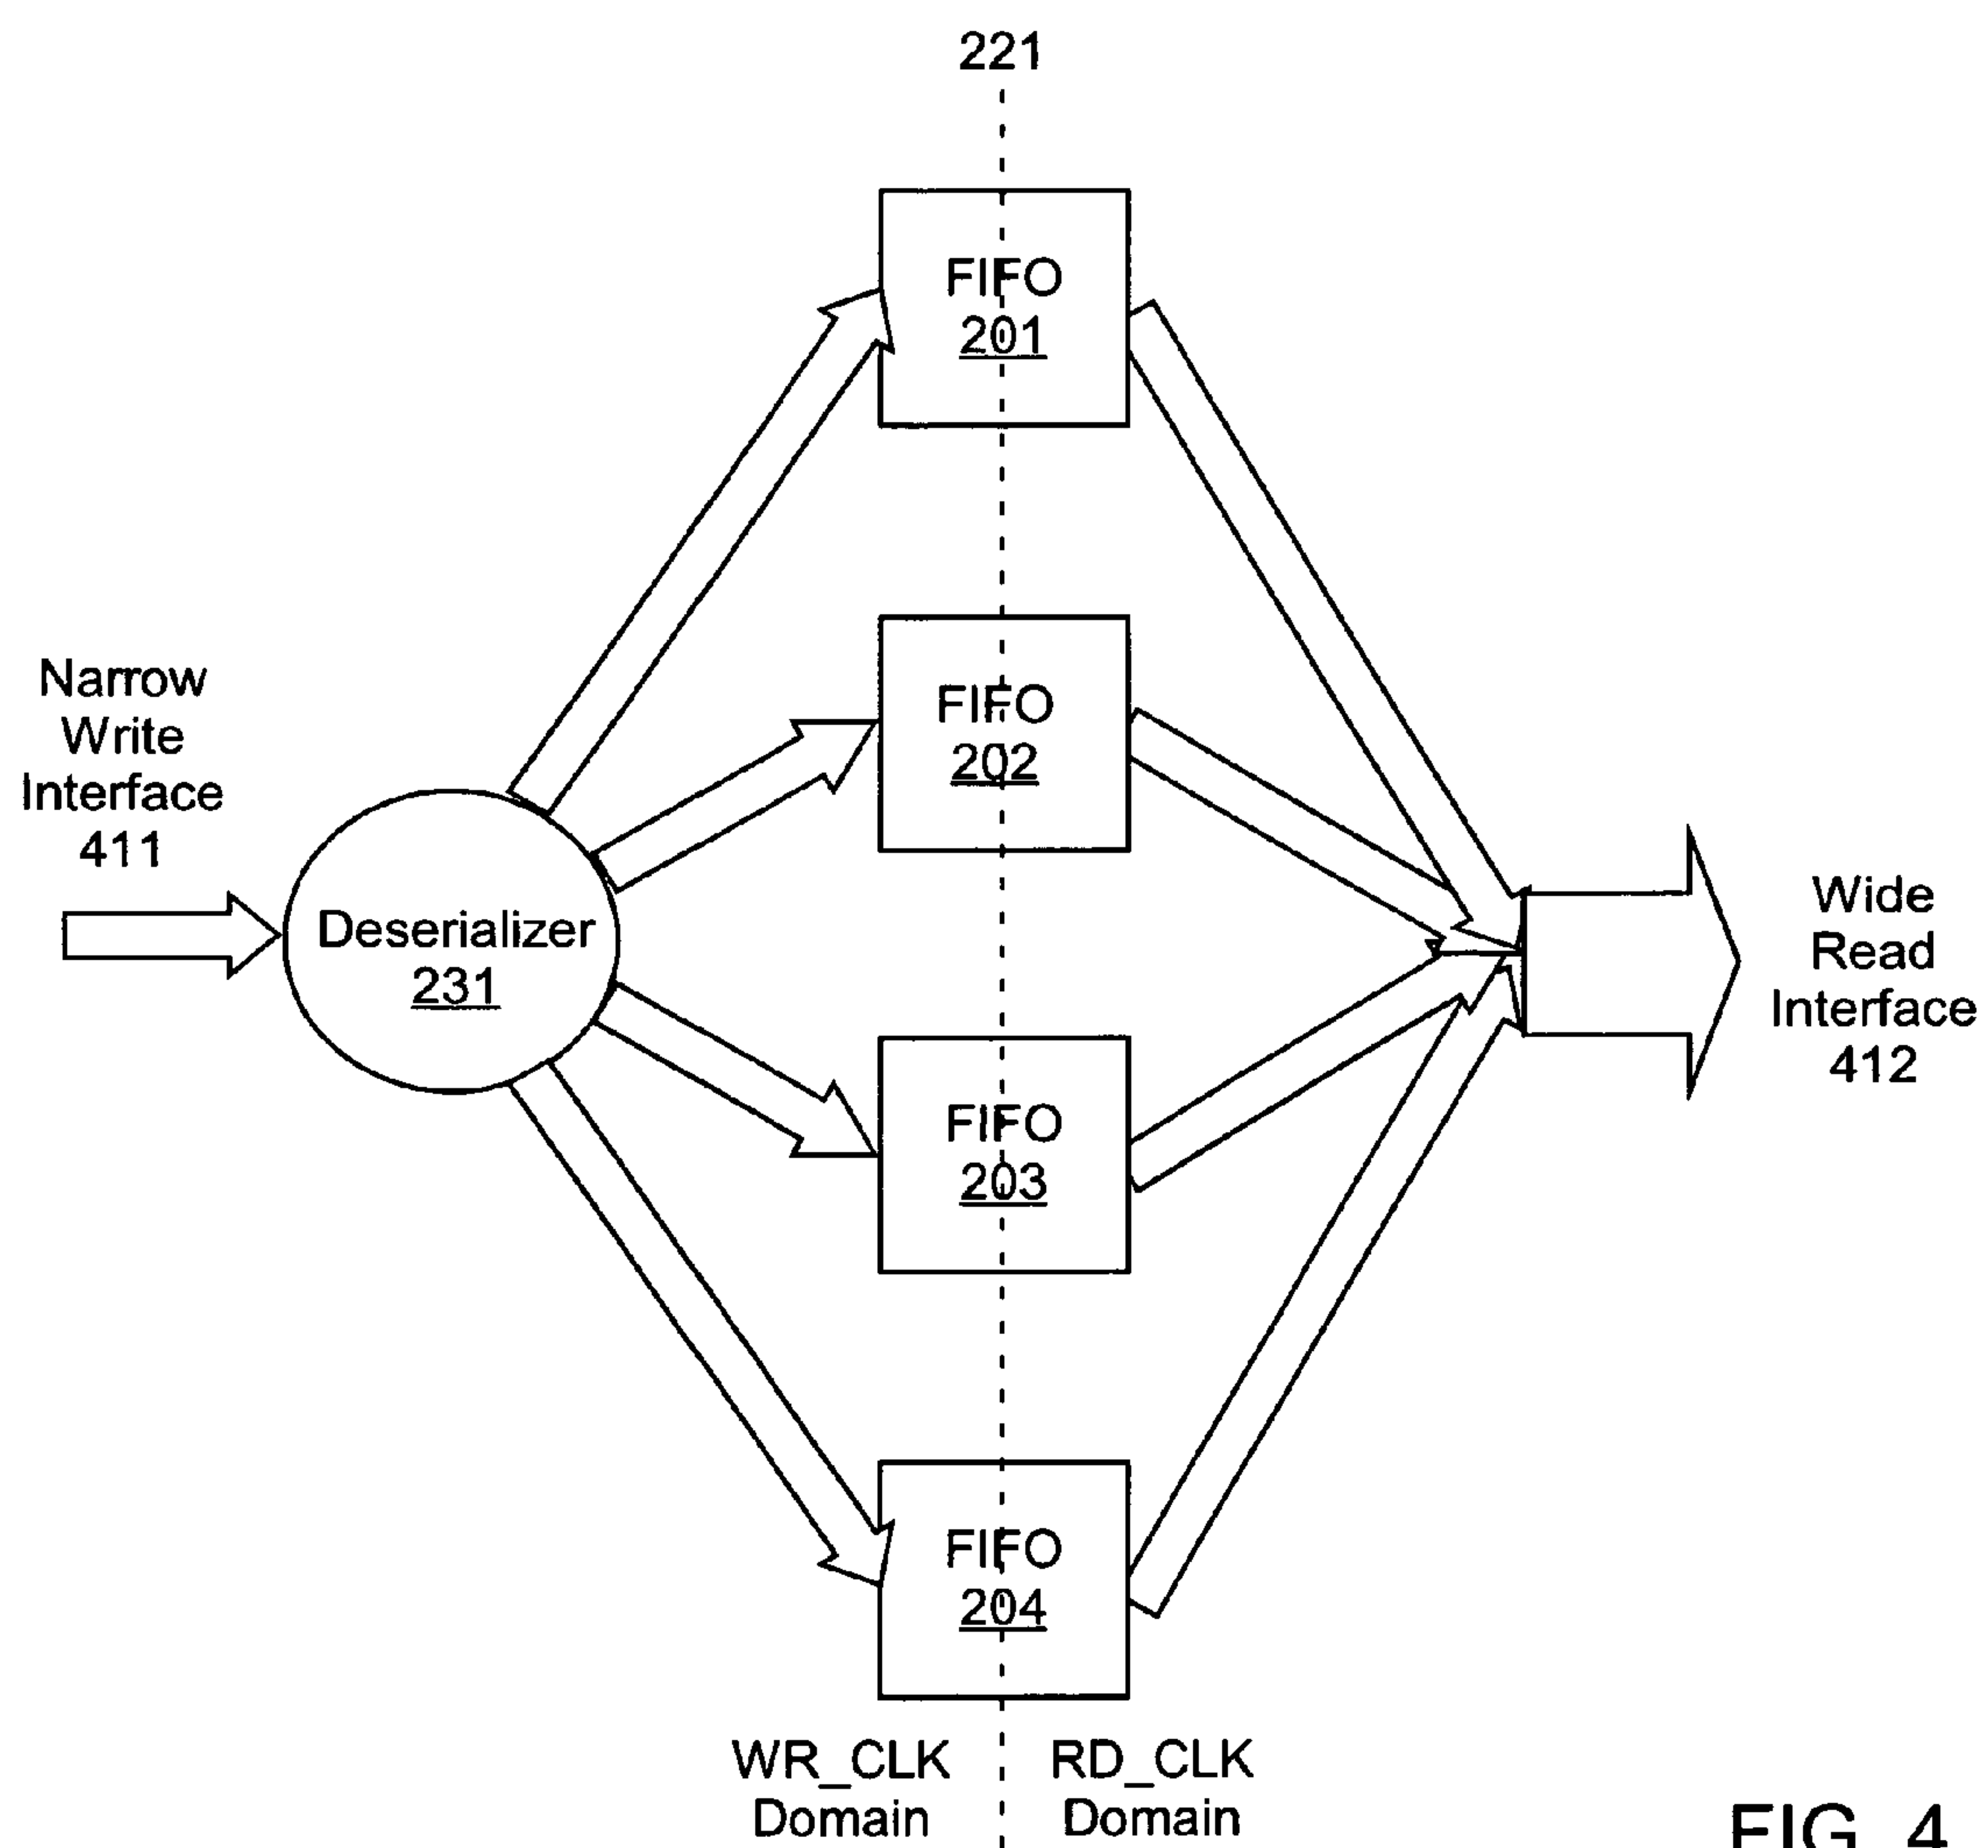 221
FIFO
201
Narrow
Write
Interface
411
FIFO
202
Deserializer
231
Wide
Read
Interface
412
FIFO
203
FIFO
204
WR_CLK
Domain
RD_CLK
Domain
FIG. 4